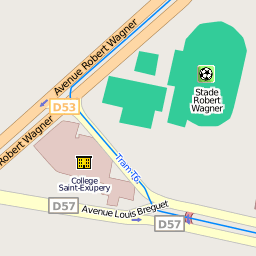 Avenue Robert Wagner
D53
Stade
Robert
Wagner
Robert Wagner
Tram-t6
College
Saint-Exupery
D57
Avenue Louis Breguet
D57